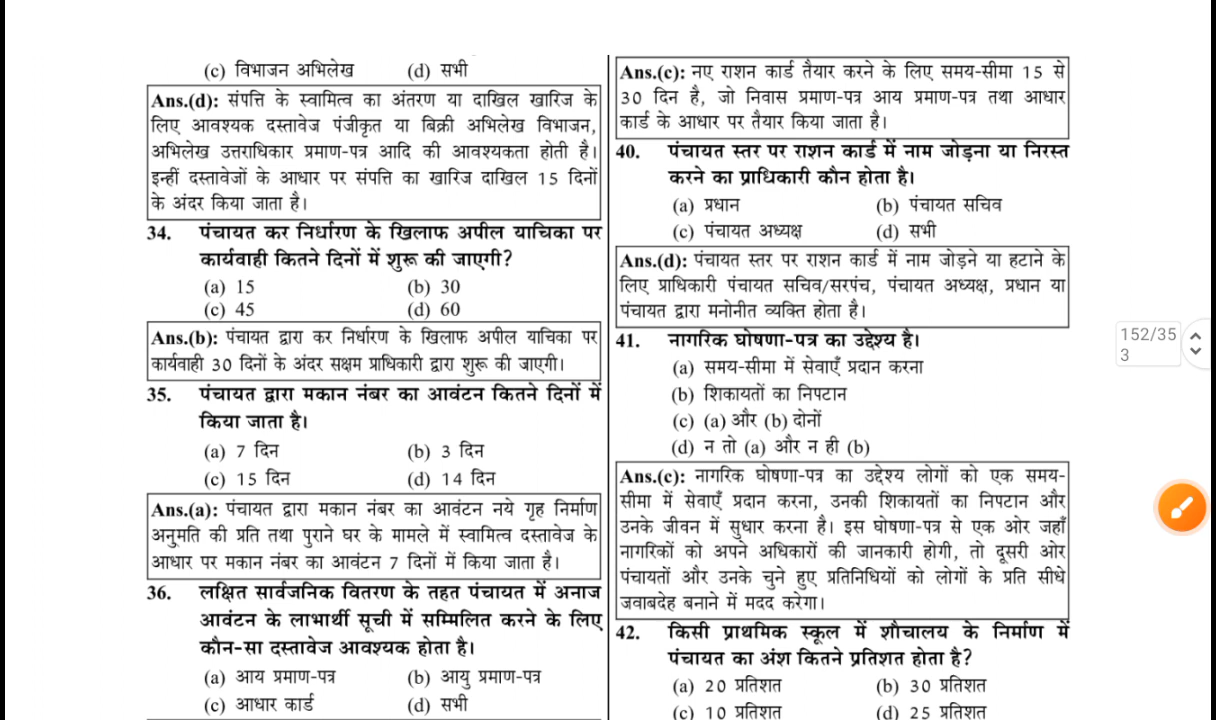 (c) विभाजन अभिलेख (d) सभी
Ans.(d): संपत्ति के स्वामित्व का अंतरण या दाखिल खारिज के
लिए आवश्यक दस्तावेज पंजीकृत या बिक्री अभिलेख विभाजन,
अभिलेख उत्तराधिकार प्रमाण-पत्र आदि की आवश्यकता होती है।
इन्हीं दस्तावेजों के आधार पर संपत्ति का खारिज दाखिल 15 दिनों
के अंदर किया जाता है।
34. पंचायत कर निर्धारण के खिलाफ अपील याचिका पर
कार्यवाही कितने दिनों में शुरू की जाएगी?
(a) 15 (b) 30
(c) 45 (d) 60
Ans.(b): पंचायत द्वारा कर निर्धारण के खिलाफ अपील याचिका पर
कार्यवाही 30 दिनों के अंदर सक्षम प्राधिकारी द्वारा शुरू की जाएगी।
35. पंचायत द्वारा मकान नंबर का आवंटन कितने दिनों में
किया जाता है।
(a) 7 दिन (b) 3 दिन
(c) 15 दिन (d) 14 दिन
Ans.(a): पंचायत द्वारा मकान नंबर का आवंटन नये गृह निर्माण
अनुमति की प्रति तथा पुराने घर के मामले में स्वामित्व दस्तावेज के
आधार पर मकान नंबर का आवंटन 7 दिनों में किया जाता है।
36. लक्षित सार्वजनिक वितरण के तहत पंचायत में अनाज
आवंटन के लाभार्थी सूची में सम्मिलित करने के लिए
कौन-सा दस्तावेज आवश्यक होता है।
(a) आय प्रमाण-पत्र (b) आयु प्रमाण-पत्र
(c) आधार कार्ड (d) सभी
Ans.(c): नए राशन कार्ड तैयार करने के लिए समय-सीमा 15 से
30 दिन है, जो निवास प्रमाण-पत्र आय प्रमाण-पत्र तथा आधार
कार्ड के आधार पर तैयार किया जाता है।
40. पंचायत स्तर पर राशन कार्ड में नाम जोड़ना या निरस्त
करने का प्राधिकारी कौन होता है।
(a) प्रधान (b) पंचायत सचिव
(c) पंचायत अध्यक्ष (d) सभी
Ans.(d): पंचायत स्तर पर राशन कार्ड में नाम जोड़ने या हटाने के
लिए प्राधिकारी पंचायत सचिव/सरपंच, पंचायत अध्यक्ष, प्रधान या
पंचायत द्वारा मनोनीत व्यक्ति होता है।
41. नागरिक घोषणा-पत्र का उद्देश्य है।
(a) समय-सीमा में सेवाएँ प्रदान करना
(b) शिकायतों का निपटान
(c) (a) और (b) दोनों
(d) न तो (a) और न ही (b)
Ans.(c): नागरिक घोषणा-पत्र का उद्देश्य लोगों को एक समय-
सीमा में सेवाएँ प्रदान करना, उनकी शिकायतों का निपटान और
उनके जीवन में सुधार करना है। इस घोषणा-पत्र से एक ओर जहाँ
नागरिकों को अपने अधिकारों की जानकारी होगी, तो दूसरी ओर
पंचायतों और उनके चुने हुए प्रतिनिधियों को लोगों के प्रति सीधे
जवाबदेह बनाने में मदद करेगा।
42. किसी प्राथमिक स्कूल में शौचालय के निर्माण में
पंचायत का अंश कितने प्रतिशत होता है?
(a) 20 प्रतिशत (b) 30 प्रतिशत
(c) 10 प्रतिशत (d) 25 प्रतिशत
152/35
3